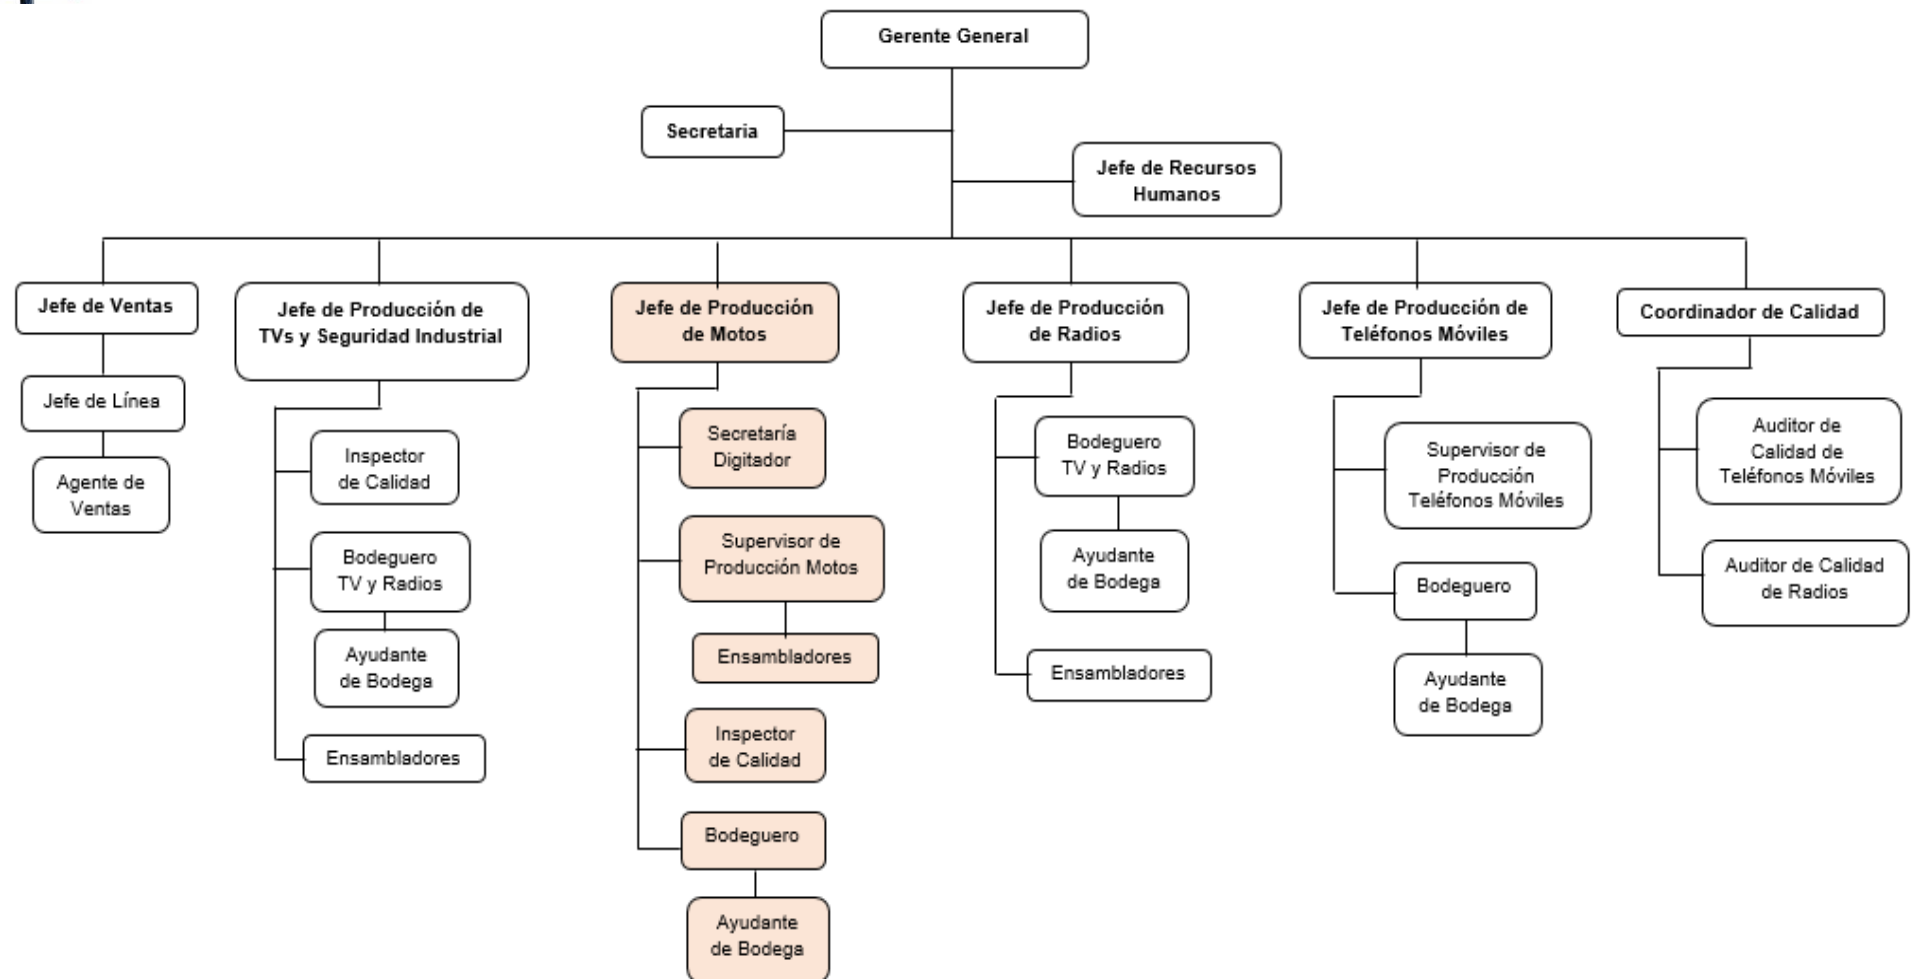 Gerente General
Secretaria
Jefe de Recursos
Humanos
Jefe de Ventas
Jefe de Línea
Agente de
Ventas
Jefe de Producción de
TVs y Seguridad Industrial
Inspector
de Calidad
Bodeguero
TV y Radios
Ayudante
de Bodega
Ensambladores
Jefe de Producción
de Motos
Secretaría
Digitador
Supervisor de
Producción Motos
Ensambladores
Inspector
de Calidad
Bodeguero
Ayudante
de Bodega
Jefe de Producción
de Radios
Bodeguero
TV y Radios
Ayudante
de Bodega
Ensambladores
Jefe de Producción de
Teléfonos Móviles
Supervisor de
Producción
Teléfonos Móviles
Bodeguero
Ayudante
de Bodega
Coordinador de Calidad
Auditor de
Calidad de
Teléfonos Móviles
Auditor de Calidad
de Radios